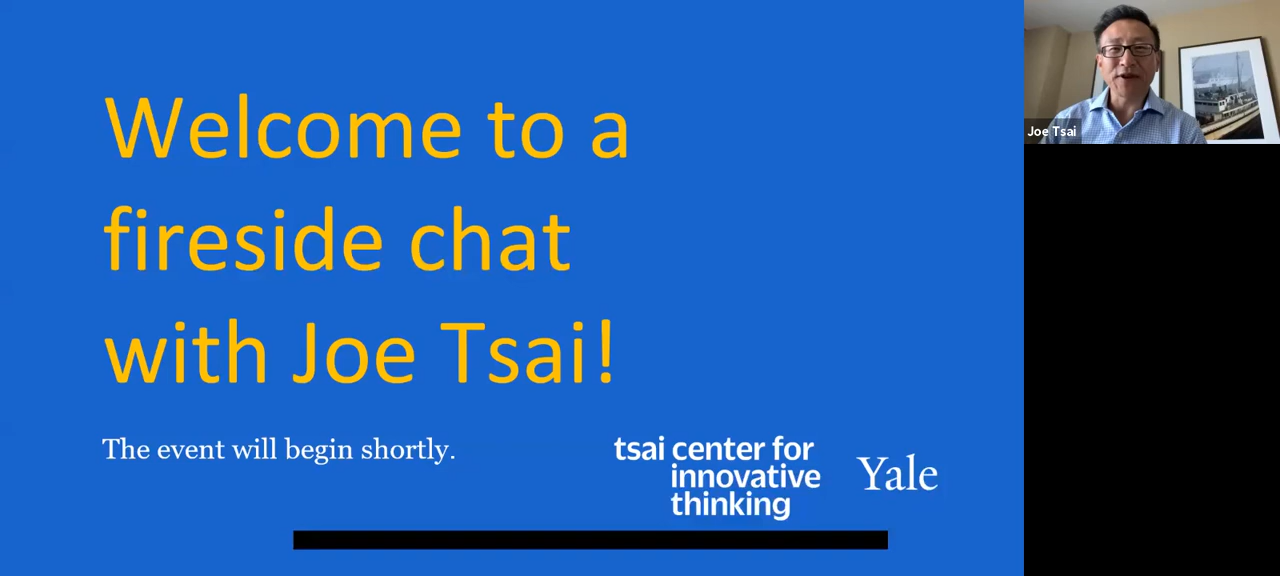 Welcome to a
fireside chat
with Joe Tsai!
The event will begin shortly.
tsai center for
innovative
thinking
Yale
Joe Tsai